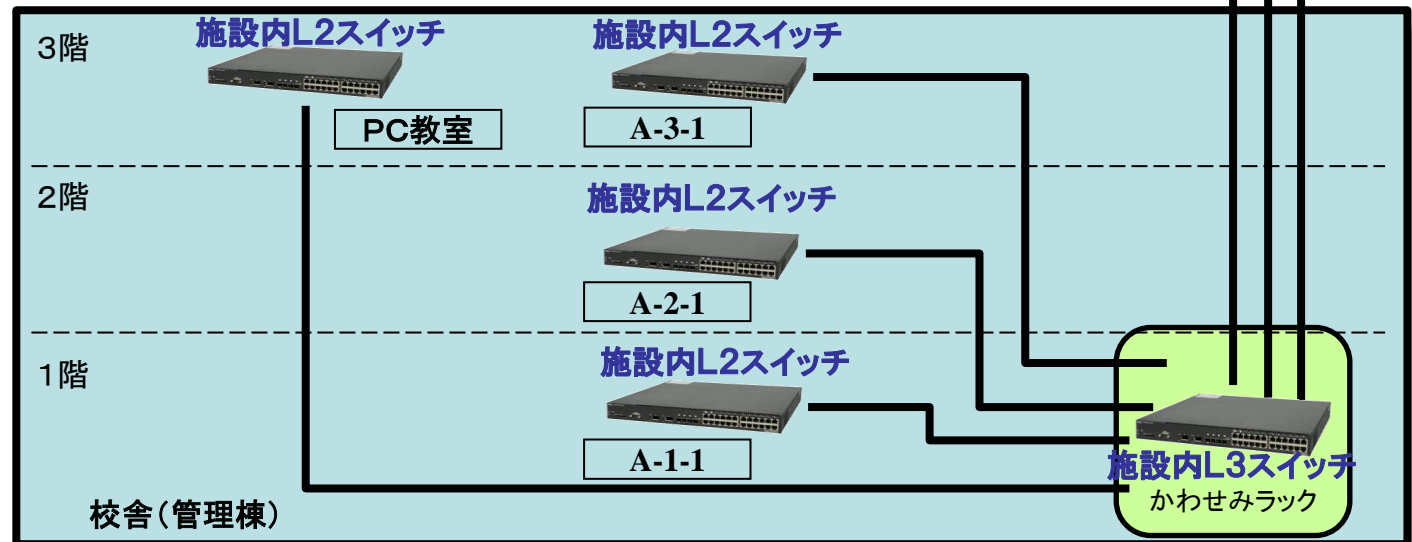 3階
施設内L2スイッチ
施設内L2スイッチ
PC教室
A-3-1
2階
施設内L2スイッチ
A-2-1
1階
施設内L2スイッチ
A-1-1
施設内L3スイッチ
かわせみラック
校舎(管理棟)